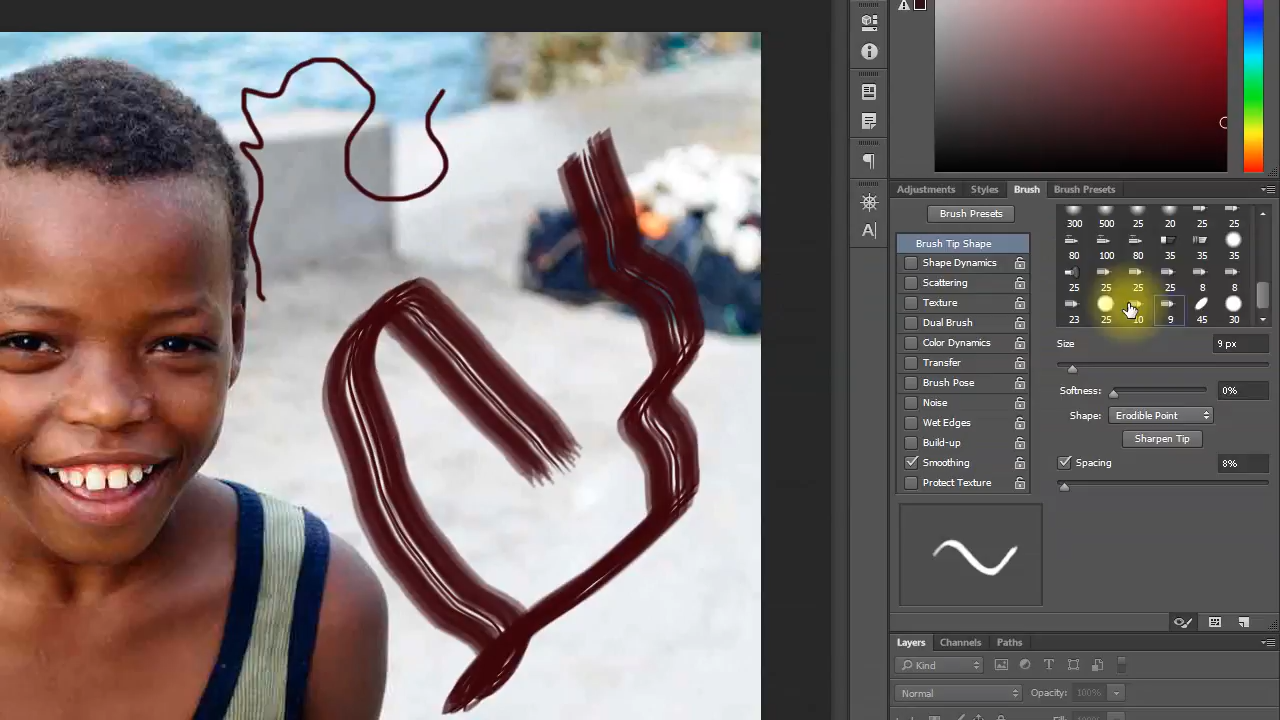 Adjustments Styles Brush Brush Presets
Brush Presets
300 500 25 20 25 25
Brush Tip Shape
80 100 80 35 35 35
Shape Dynamics
25 25 25 25 8 8
Scattering
Texture
23 25 10 9 45 30
Dual Brush
Color Dynamics
Size 9 px
Transfer
Brush Pose
Softness: 0%
Noise
Shape: Erodible Point
Wet Edges
Build-up
Sharpen Tip
Smoothing
Spacing 8%
Protect Texture
Layers Channels Paths
Kind
Normal Opacity: 100%